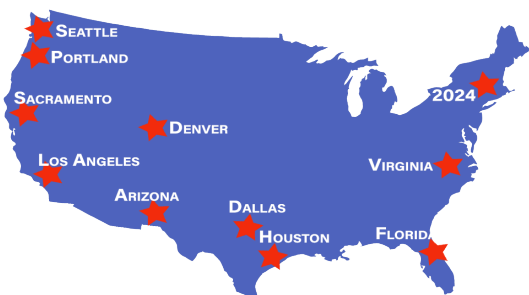 Seattle
Portland
2024
Sacramento
Denver
Los Angeles
Virginia
Arizona
Dallas
Florida
Houston